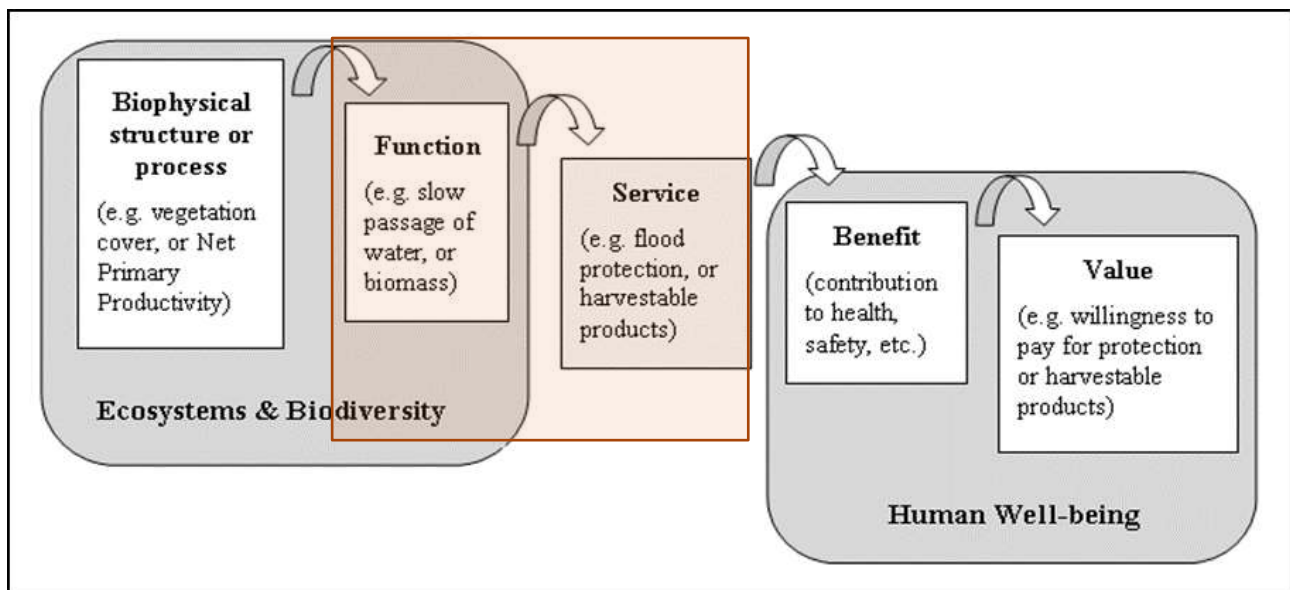 Biophysical
structure or
process
(e.g. vegetation
cover, or Net
Primary
Productivity)
Function
(e.g. slow
passage of
water, or
biomass)
Service
(e.g. flood
protection, or
harvestable
products)
Benefit
(contribution
to health,
safety, etc.)
Value
(e.g. willingness to
pay for protection
or harvestable
products)
Ecosystems & Biodiversity
Human Well-being